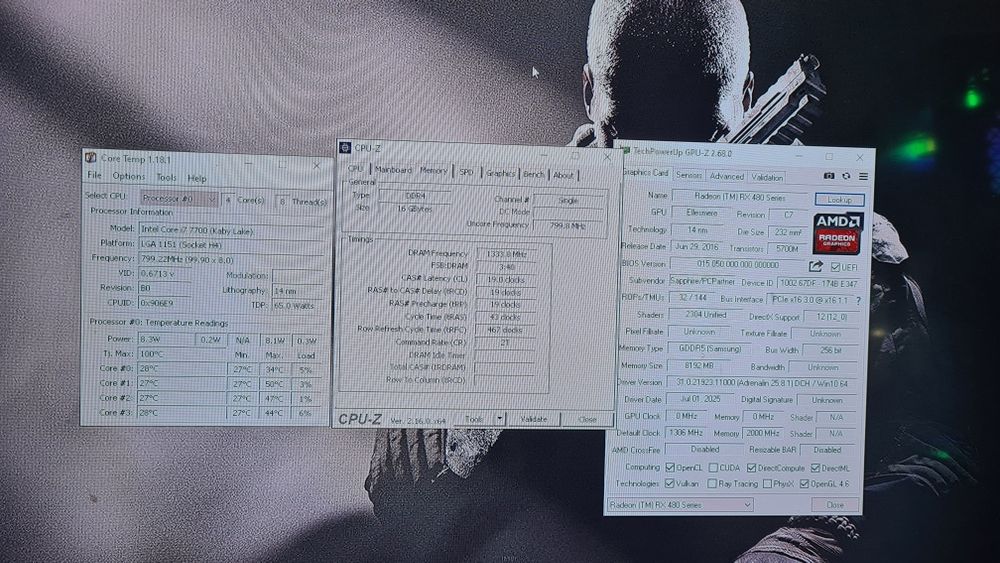 Core Temp 1.18.1
File Options Tools Help
Select CPU: Processor #0 4 Core(s) 8 Thread(s)
Processor Information
Model: Intel Core i7 7700 (Kaby Lake)
Platform: LGA 1151 (Socket H4)
Frequency: 799.22MHz (99.90 x 8.0)
VID: 0.6713 v Modulation:
Revision: B0 Lithography: 14 nm
CPUID: 0x906E9 TDP: 65.0 Watts
Processor #0: Temperature Readings
Power: 8.3W 0.2W N/A 8.1W 0.3W
Tj. Max: 100°C Min. Max. Load
Core #0: 28°C 27°C 34°C 5%
Core #1: 27°C 27°C 50°C 3%
Core #2: 27°C 27°C 47°C 1%
Core #3: 28°C 27°C 44°C 6%
CPU-Z
CPU Mainboard Memory SPD Graphics Bench About
General
Type DDR4 Channel # Single
Size 16 GBytes DC Mode
Uncore Frequency 799.8 MHz
Timings
DRAM Frequency 1333.8 MHz
FSB:DRAM 3:40
CAS# Latency (CL) 19.0 clocks
RAS# to CAS# Delay (tRCD) 19 clocks
RAS# Precharge (tRP) 19 clocks
Cycle Time (tRAS) 43 clocks
Row Refresh Cycle Time (tRFC) 467 clocks
Command Rate (CR) 2T
DRAM Idle Timer
Total CAS# (tRDRAM)
Row To Column (tRCD)
CPU-Z Ver. 2.16.0.x64 Tools Validate Close
TechPowerUp GPU-Z 2.68.0
Graphics Card Sensors Advanced Validation
Name Radeon (TM) RX 480 Series Lookup
GPU Ellesmere Revision C7
AMD
RADEON
GRAPHICS
Technology 14 nm Die Size 232 mm²
Release Date Jun 29, 2016 Transistors 5700M
BIOS Version 015.050.000.000.000000 UEFI
Subvendor Sapphire/PCPartner Device ID 1002 67DF - 174B E347
ROPs/TMUs 32 / 144 Bus Interface PCIe x16 3.0 @ x16 1.1 ?
Shaders 2304 Unified DirectX Support 12 (12_0)
Pixel Fillrate Unknown Texture Fillrate Unknown
Memory Type GDDR5 (Samsung) Bus Width 256 bit
Memory Size 8192 MB Bandwidth Unknown
Driver Version 31.0.21923.11000 (Adrenalin 25.8.1) DCH / Win10 64
Driver Date Jul 01, 2025 Digital Signature Unknown
GPU Clock 0 MHz Memory 0 MHz Shader N/A
Default Clock 1306 MHz Memory 2000 MHz Shader N/A
AMD CrossFire Disabled Resizable BAR Disabled
Computing OpenCL CUDA DirectCompute DirectML
Technologies Vulkan Ray Tracing PhysX OpenGL 4.6
Radeon (TM) RX 480 Series Close